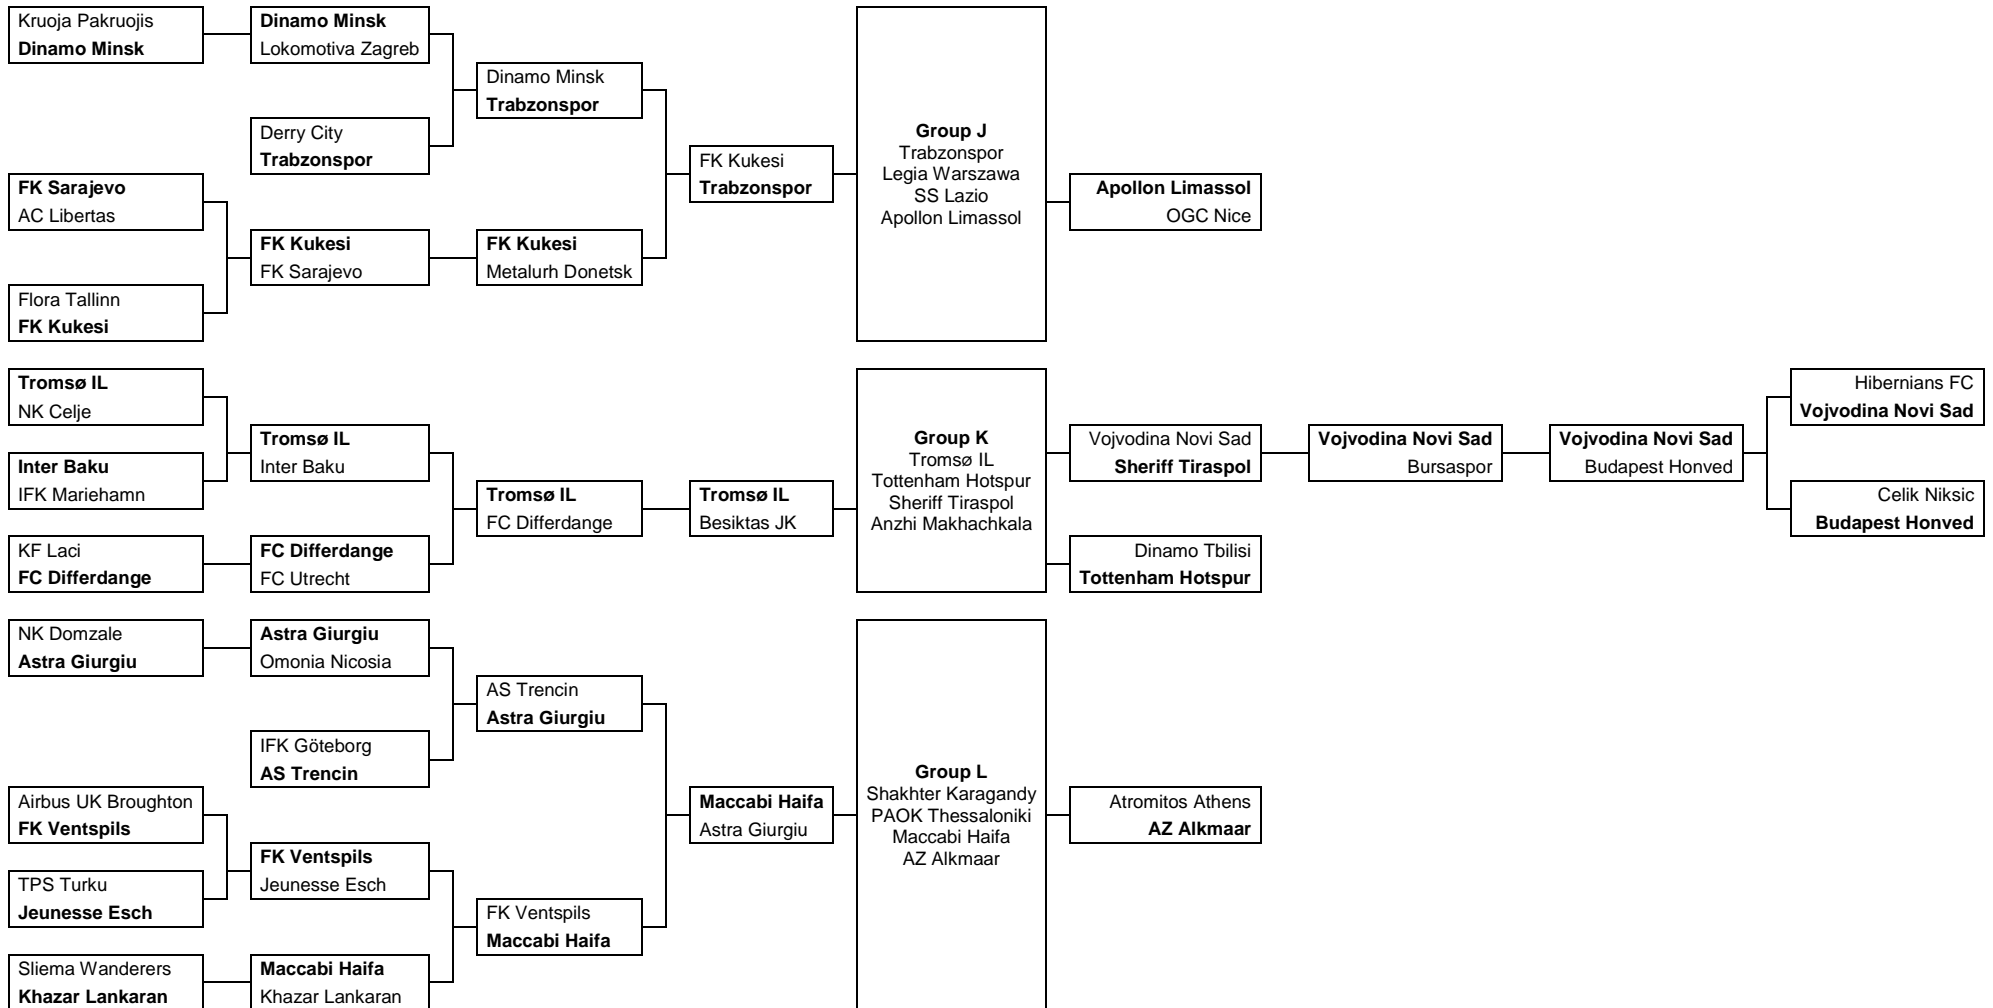 Kruoja Pakruojis
Dinamo Minsk
Dinamo Minsk
Lokomotiva Zagreb
Dinamo Minsk
Trabzonspor
Derry City
Trabzonspor
FK Kukesi
Trabzonspor
FK Sarajevo
AC Libertas
FK Kukesi
FK Sarajevo
FK Kukesi
Metalurh Donetsk
Flora Tallinn
FK Kukesi
Group J
Trabzonspor
Legia Warszawa
SS Lazio
Apollon Limassol
Apollon Limassol
OGC Nice
Tromsø IL
NK Celje
Tromsø IL
Inter Baku
Inter Baku
IFK Mariehamn
Tromsø IL
FC Differdange
Tromsø IL
Besiktas JK
KF Laci
FC Differdange
FC Differdange
FC Utrecht
Group K
Tromsø IL
Tottenham Hotspur
Sheriff Tiraspol
Anzhi Makhachkala
Vojvodina Novi Sad
Sheriff Tiraspol
Vojvodina Novi Sad
Bursaspor
Vojvodina Novi Sad
Budapest Honved
Hibernians FC
Vojvodina Novi Sad
Celik Niksic
Budapest Honved
Dinamo Tbilisi
Tottenham Hotspur
NK Domzale
Astra Giurgiu
Astra Giurgiu
Omonia Nicosia
AS Trencin
Astra Giurgiu
IFK Göteborg
AS Trencin
Airbus UK Broughton
FK Ventspils
FK Ventspils
Jeunesse Esch
TPS Turku
Jeunesse Esch
FK Ventspils
Maccabi Haifa
Sliema Wanderers
Khazar Lankaran
Maccabi Haifa
Khazar Lankaran
Maccabi Haifa
Astra Giurgiu
Group L
Shakhter Karagandy
PAOK Thessaloniki
Maccabi Haifa
AZ Alkmaar
Atromitos Athens
AZ Alkmaar